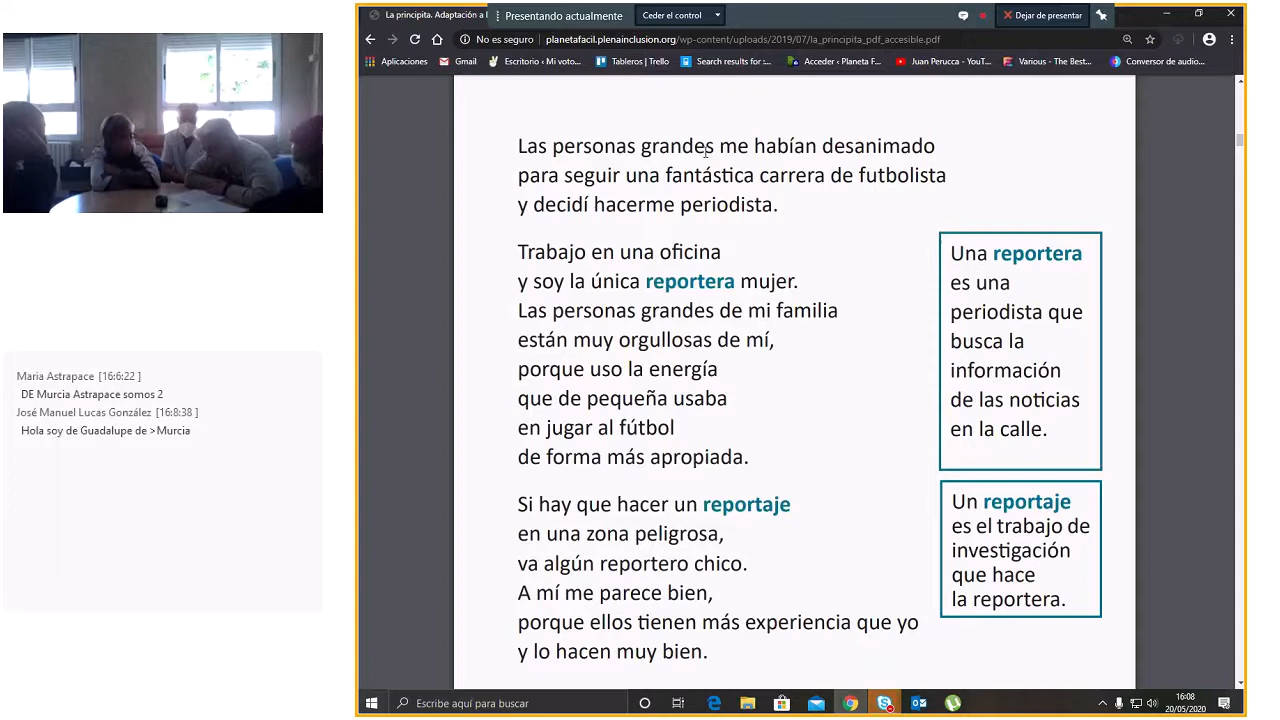 La principita. Adaptación a l
Presentando actualmente
Ceder el control
Dejar de presentar
No es seguro
planetafacil.plenainclusion.org/wp-content/uploads/2019/07/la_principita_pdf_accesible.pdf
Aplicaciones
Gmail
Escritorio ‹ Mi voto...
Tableros | Trello
Search results for :...
Acceder ‹ Planeta F...
Juan Perucca - YouT...
Various - The Best...
Conversor de audio...
Las personas grandes me habían desanimado
para seguir una fantástica carrera de futbolista
y decidí hacerme periodista.
Trabajo en una oficina
y soy la única reportera mujer.
Las personas grandes de mi familia
están muy orgullosas de mí,
porque uso la energía
que de pequeña usaba
en jugar al fútbol
de forma más apropiada.
Si hay que hacer un reportaje
en una zona peligrosa,
va algún reportero chico.
A mí me parece bien,
porque ellos tienen más experiencia que yo
y lo hacen muy bien.
Una reportera
es una
periodista que
busca la
información
de las noticias
en la calle.
Un reportaje
es el trabajo de
investigación
que hace
la reportera.
Maria Astrapace [16:6:22 ]
DE Murcia Astrapace somos 2
José Manuel Lucas González [16:8:38 ]
Hola soy de Guadalupe de >Murcia
Escribe aquí para buscar
16:08
20/05/2020